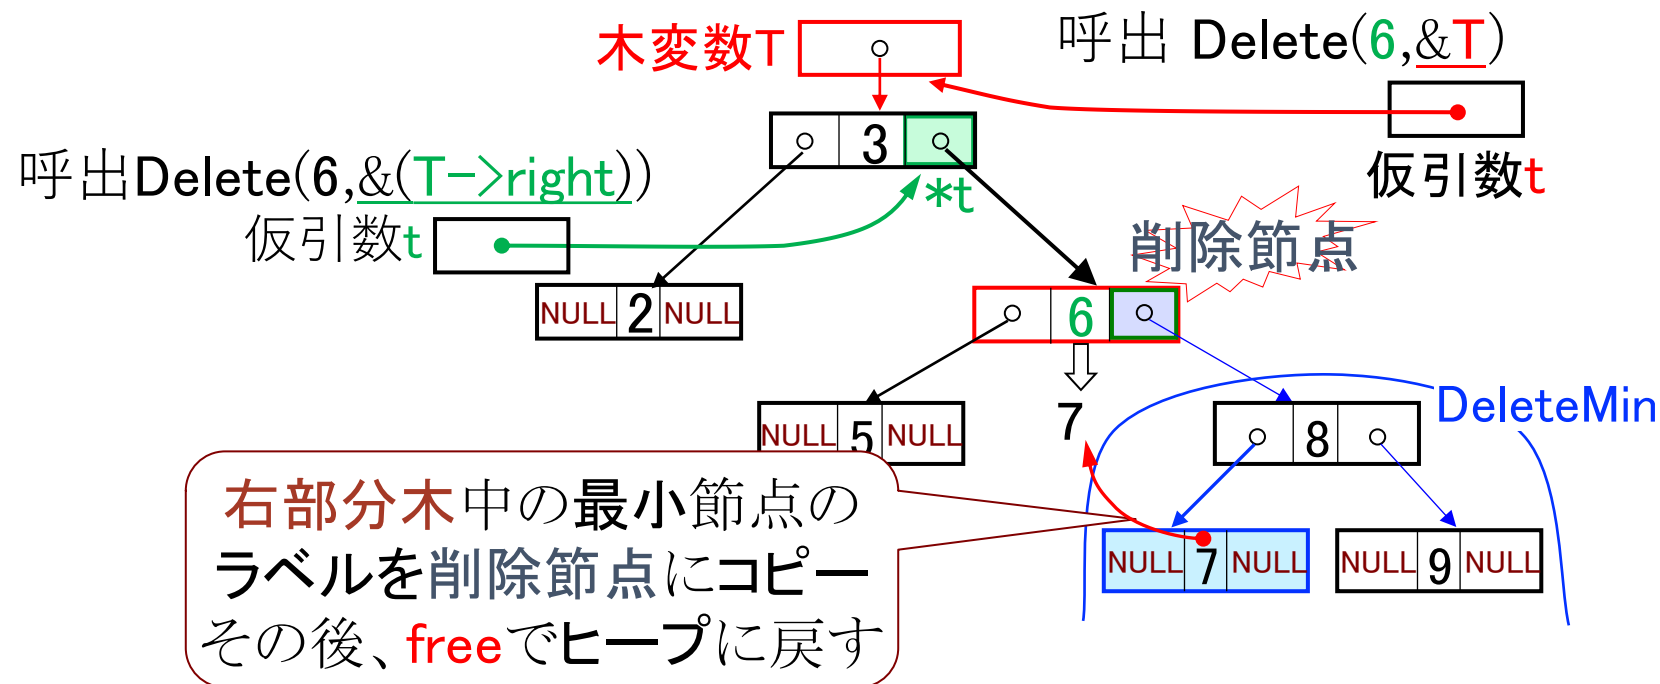 木変数T
呼出 Delete(6,&T)
3
仮引数t
呼出Delete(6,&(T->right))
*t
仮引数t
削除節点
NULL 2 NULL
6
NULL 5 NULL
7
8
DeleteMin
右部分木中の最小節点の
ラベルを削除節点にコピー
その後、freeでヒープに戻す
NULL 7 NULL
NULL 9 NULL